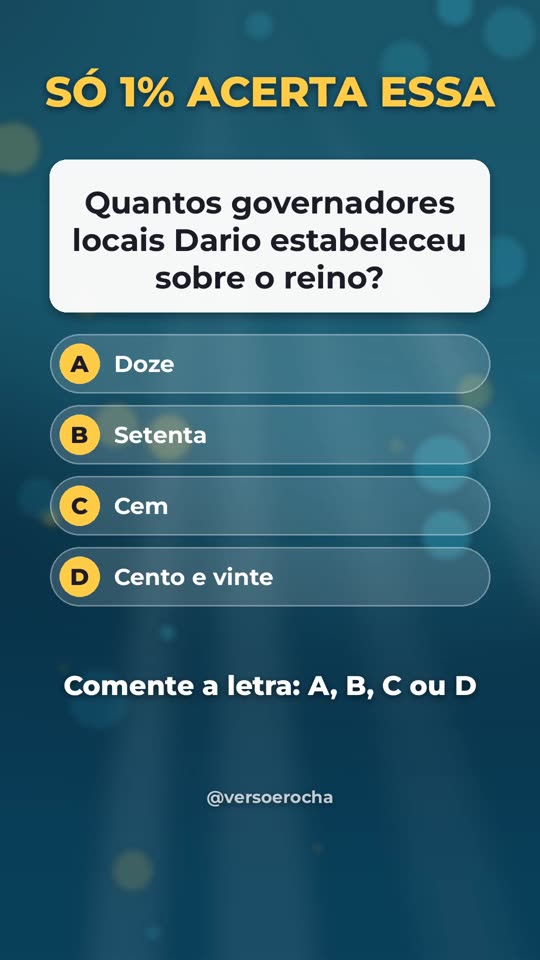 SÓ 1% ACERTA ESSA
Quantos governadores
locais Dario estabeleceu
sobre o reino?
A Doze
B Setenta
C Cem
D Cento e vinte
Comente a letra: A, B, C ou D
@versoerocha